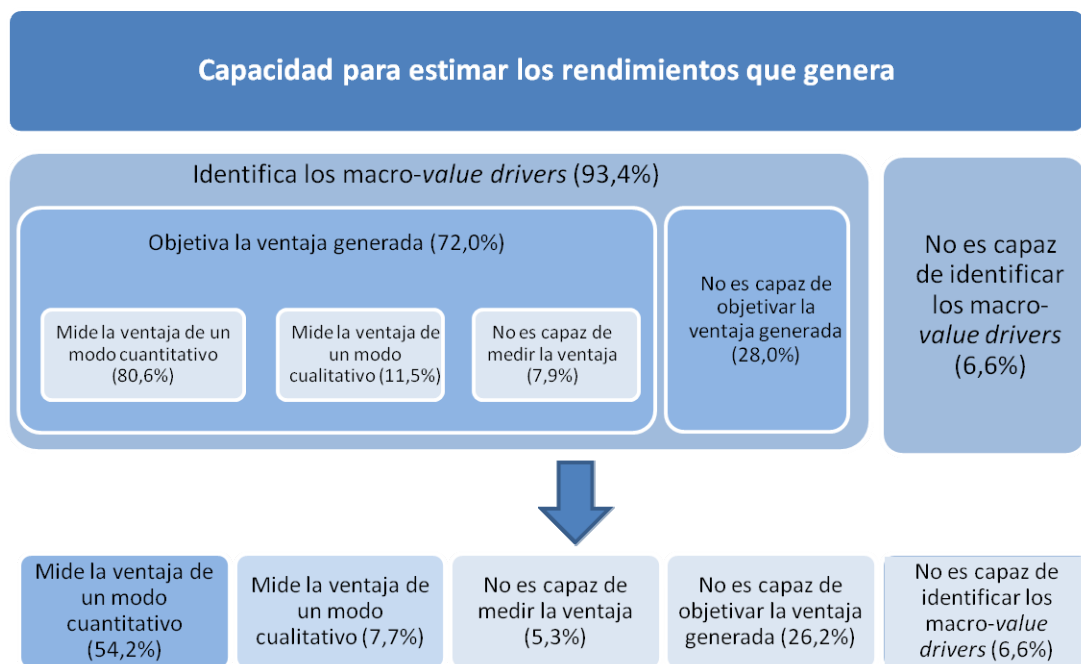 Capacidad para estimar los rendimientos que genera
Identifica los macro-value drivers (93,4%)
Objetiva la ventaja generada (72,0%)
Mide la ventaja de un
modo cuantitativo
(80,6%)
Mide la ventaja de
un modo
cualitativo (11,5%)
No es capaz de
medir la ventaja
(7,9%)
No es capaz de
objetivar la
ventaja generada
(28,0%)
No es capaz
de identificar
los macro-
value drivers
(6,6%)
Mide la ventaja de
un modo
cuantitativo
(54,2%)
Mide la ventaja de
un modo
cualitativo (7,7%)
No es capaz de
medir la ventaja
(5,3%)
No es capaz de
objetivar la ventaja
generada (26,2%)
No es capaz de
identificar los
macro-value
drivers (6,6%)